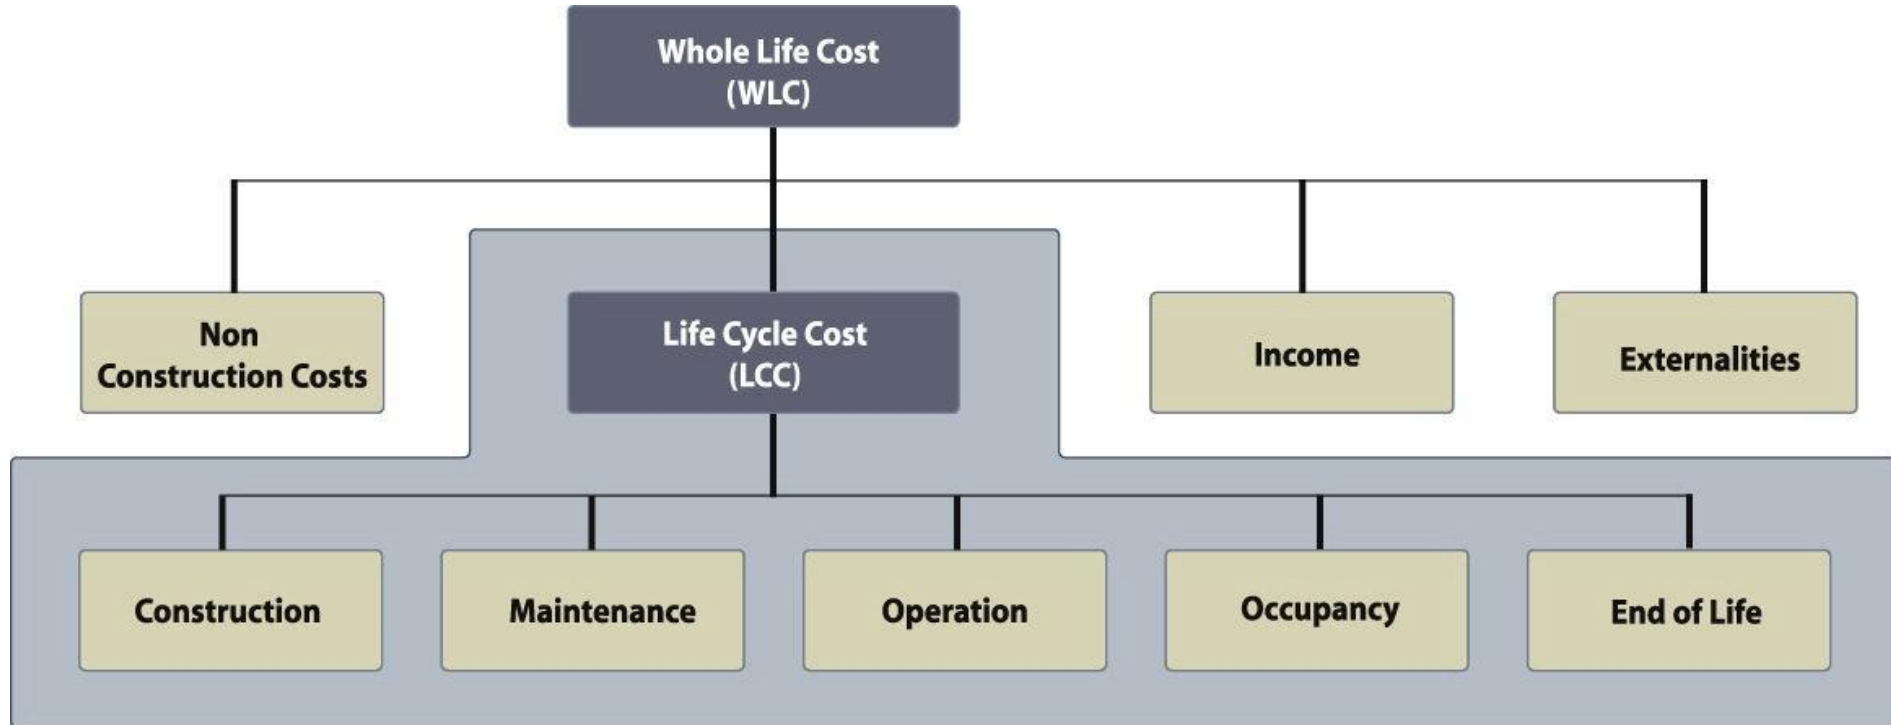 Whole Life Cost
(WLC)
Non
Construction Costs
Life Cycle Cost
(LCC)
Income
Externalities
Construction
Maintenance
Operation
Occupancy
End of Life